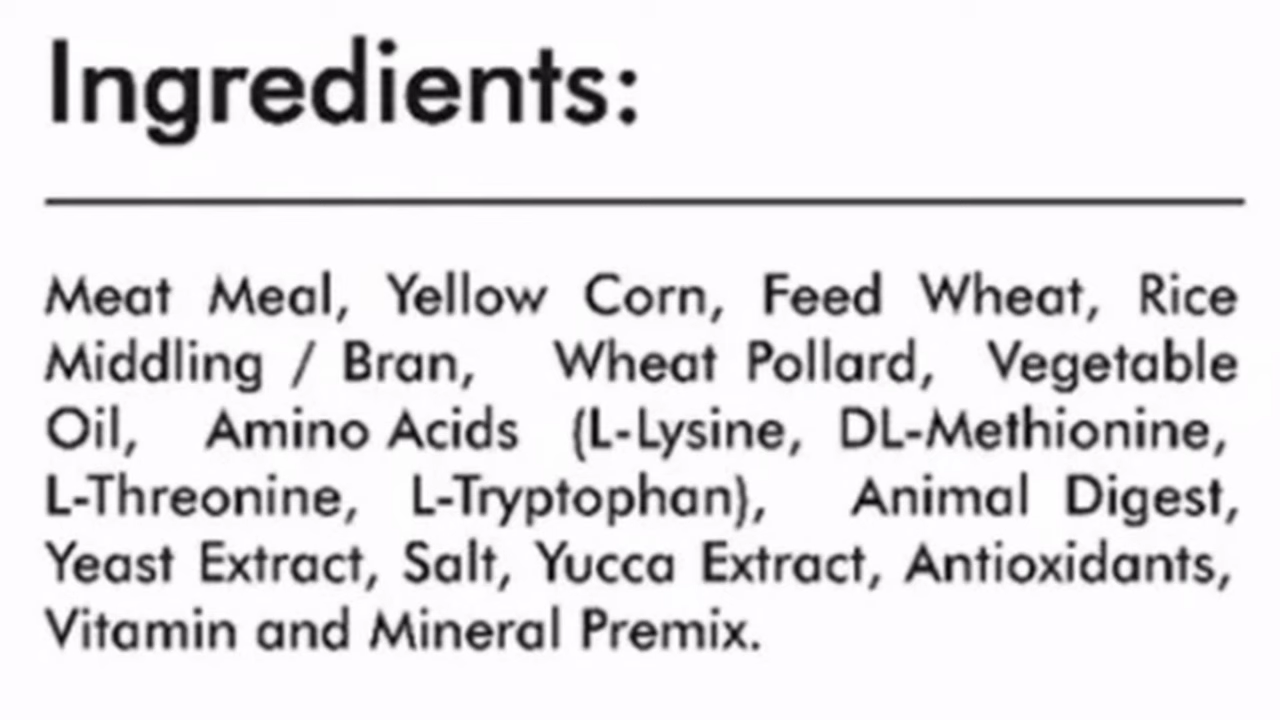 Ingredients:
Meat Meal, Yellow Corn, Feed Wheat, Rice
Middling / Bran, Wheat Pollard, Vegetable
Oil, Amino Acids (L-Lysine, DL-Methionine,
L-Threonine, L-Tryptophan), Animal Digest,
Yeast Extract, Salt, Yucca Extract, Antioxidants,
Vitamin and Mineral Premix.